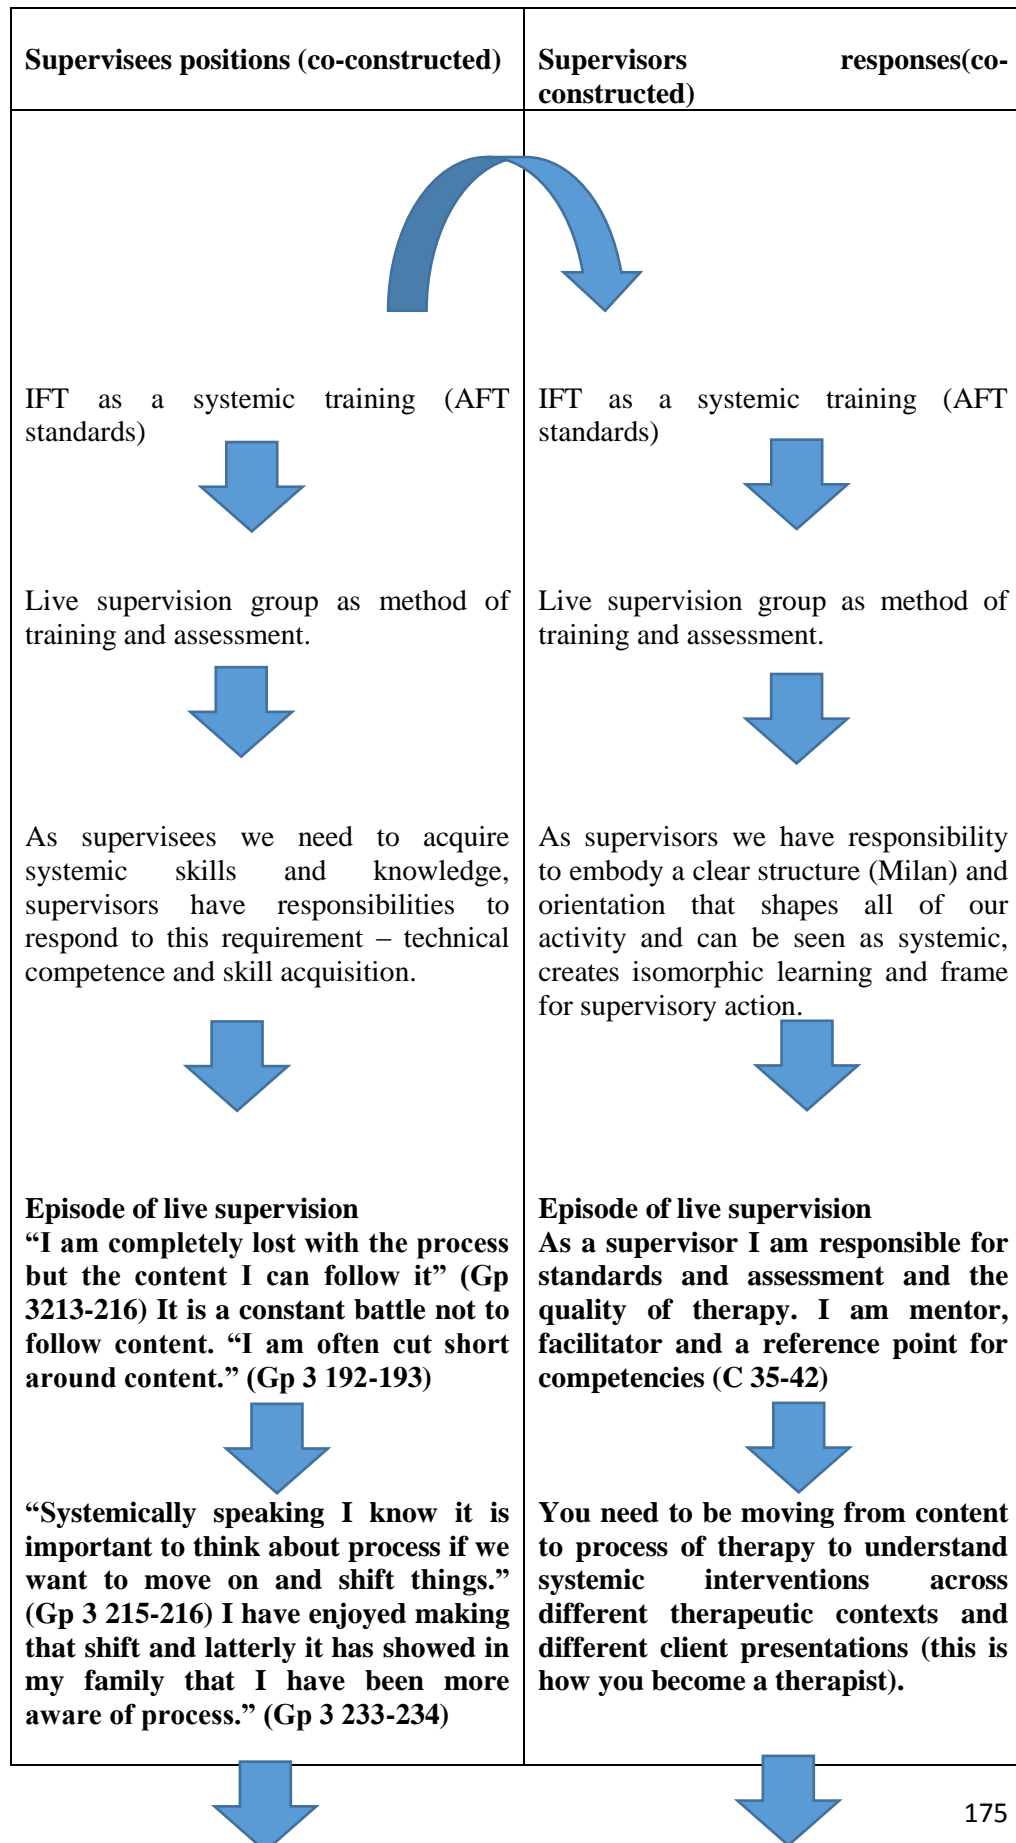 Supervisees positions (co-constructed)
Supervisors responses(co-
constructed)
IFT as a systemic training (AFT
standards)
IFT as a systemic training (AFT
standards)
Live supervision group as method of
training and assessment.
Live supervision group as method of
training and assessment.
As supervisees we need to acquire
systemic skills and knowledge,
supervisors have responsibilities to
respond to this requirement – technical
competence and skill acquisition.
As supervisors we have responsibility
to embody a clear structure (Milan) and
orientation that shapes all of our
activity and can be seen as systemic,
creates isomorphic learning and frame
for supervisory action.
Episode of live supervision
“I am completely lost with the process
but the content I can follow it” (Gp
3213-216) It is a constant battle not to
follow content. “I am often cut short
around content.” (Gp 3 192-193)
Episode of live supervision
As a supervisor I am responsible for
standards and assessment and the
quality of therapy. I am mentor,
facilitator and a reference point for
competencies (C 35-42)
“Systemically speaking I know it is
important to think about process if we
want to move on and shift things.”
(Gp 3 215-216) I have enjoyed making
that shift and latterly it has showed in
my family that I have been more
aware of process.” (Gp 3 233-234)
You need to be moving from content
to process of therapy to understand
systemic interventions across
different therapeutic contexts and
different client presentations (this is
how you become a therapist).
175